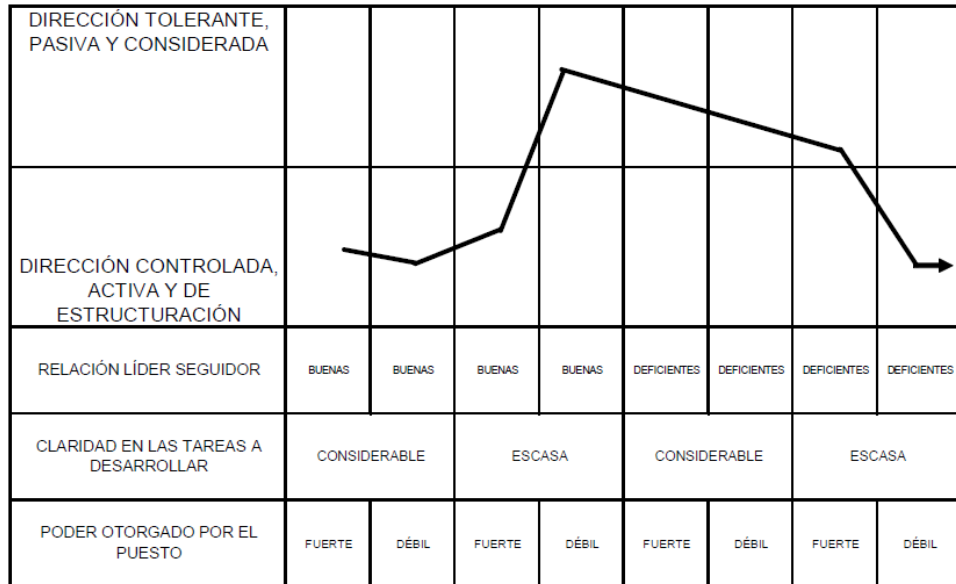 DIRECCIÓN TOLERANTE,
PASIVA Y CONSIDERADA
DIRECCIÓN CONTROLADA,
ACTIVA Y DE
ESTRUCTURACIÓN
RELACIÓN LÍDER SEGUIDOR BUENAS BUENAS BUENAS BUENAS DEFICIENTES DEFICIENTES DEFICIENTES DEFICIENTES
CLARIDAD EN LAS TAREAS A
DESARROLLAR CONSIDERABLE ESCASA CONSIDERABLE ESCASA
PODER OTORGADO POR EL
PUESTO FUERTE DÉBIL FUERTE DÉBIL FUERTE DÉBIL FUERTE DÉBIL